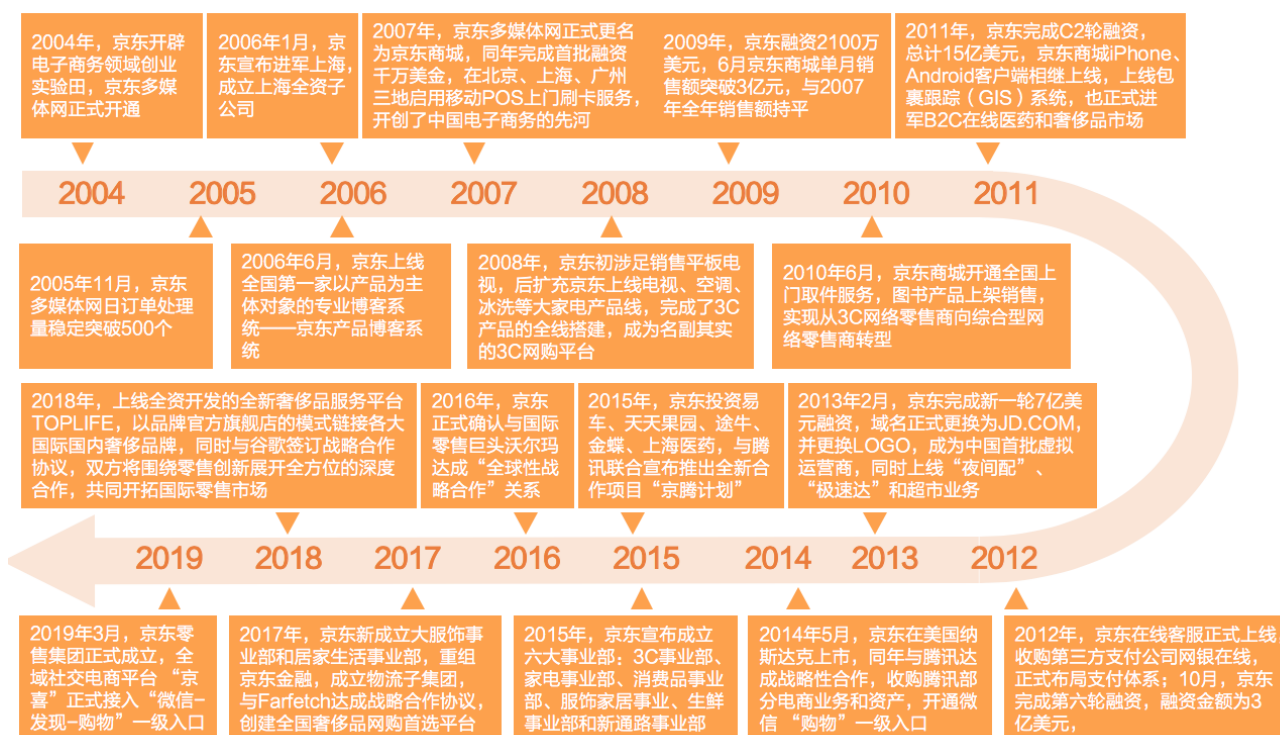 2004年，京东开辟
电子商务领域创业
实验田，京东多媒
体网正式开通
2006年1月，京
东宣布进军上海，
成立上海全资子
公司
2007年，京东多媒体网正式更名
为京东商城，同年完成首批融资
千万美金，在北京、上海、广州
三地启用移动POS上门刷卡服务，
开创了中国电子商务的先河
2009年，京东融资2100万
美元，6月京东商城单月销
售额突破3亿元，与2007
年全年销售额持平
2011年，京东完成C2轮融资，
总计15亿美元，京东商城iPhone、
Android客户端相继上线，上线包
裹跟踪（GIS）系统，也正式进
军B2C在线医药和奢侈品市场
2004
2005
2006
2007
2008
2009
2010
2011
2005年11月，京东
多媒体网日订单处理
量稳定突破500个
2006年6月，京东上线
全国第一家以产品为主
体对象的专业博客系
统——京东产品博客系
统
2008年，京东初涉足销售平板电
视，后扩充京东上线电视、空调、
冰洗等大家电产品线，完成了3C
产品的全线搭建，成为名副其实
的3C网购平台
2010年6月，京东商城开通全国上
门取件服务，图书产品上架销售，
实现从3C网络零售商向综合型网
络零售商转型
2018年，上线全资开发的全新奢侈品服务平台
TOPLIFE，以品牌官方旗舰店的模式链接各大
国际国内奢侈品牌，同时与谷歌签订战略合作
协议，双方将围绕零售创新展开全方位的深度
合作，共同开拓国际零售市场
2016年，京东
正式确认与国际
零售巨头沃尔玛
达成“全球性战
略合作”关系
2015年，京东投资易
车、天天果园、途牛、
金蝶、上海医药，与腾
讯联合宣布推出全新合
作项目“京腾计划”
2013年2月，京东完成新一轮7亿美
元融资，域名正式更换为JD.COM，
并更换LOGO，成为中国首批虚拟
运营商，同时上线“夜间配”、
“极速达”和超市业务
2019
2018
2017
2016
2015
2014
2013
2012
2019年3月，京东零
售集团正式成立，全
域社交电商平台 “京
喜”正式接入“微信-
发现-购物”一级入口
2017年，京东新成立大服饰事
业部和居家生活事业部，重组
京东金融，成立物流子集团，
与Farfetch达成战略合作协议，
创建全国奢侈品网购首选平台
2015年，京东宣布成立
六大事业部：3C事业部、
家电事业部、消费品事业
部、服饰家居事业、生鲜
事业部和新通路事业部
2014年5月，京东在美国纳
斯达克上市，同年与腾讯达
成战略性合作，收购腾讯部
分电商业务和资产，开通微
信 “购物”一级入口
2012年，京东在线客服正式上线
收购第三方支付公司网银在线，
正式布局支付体系；10月，京东
完成第六轮融资，融资金额为3
亿美元，